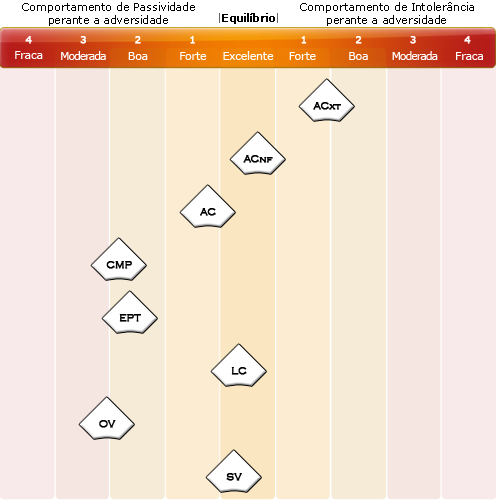 Comportamento de Passividade
perante a adversidade
|Equilíbrio|
Comportamento de Intolerância
perante a adversidade
4 3 2 1 1 2 3 4
Fraca Moderada Boa Forte Excelente Forte Boa Moderada Fraca
ACxt
ACnf
AC
CMP
EPT
LC
OV
SV